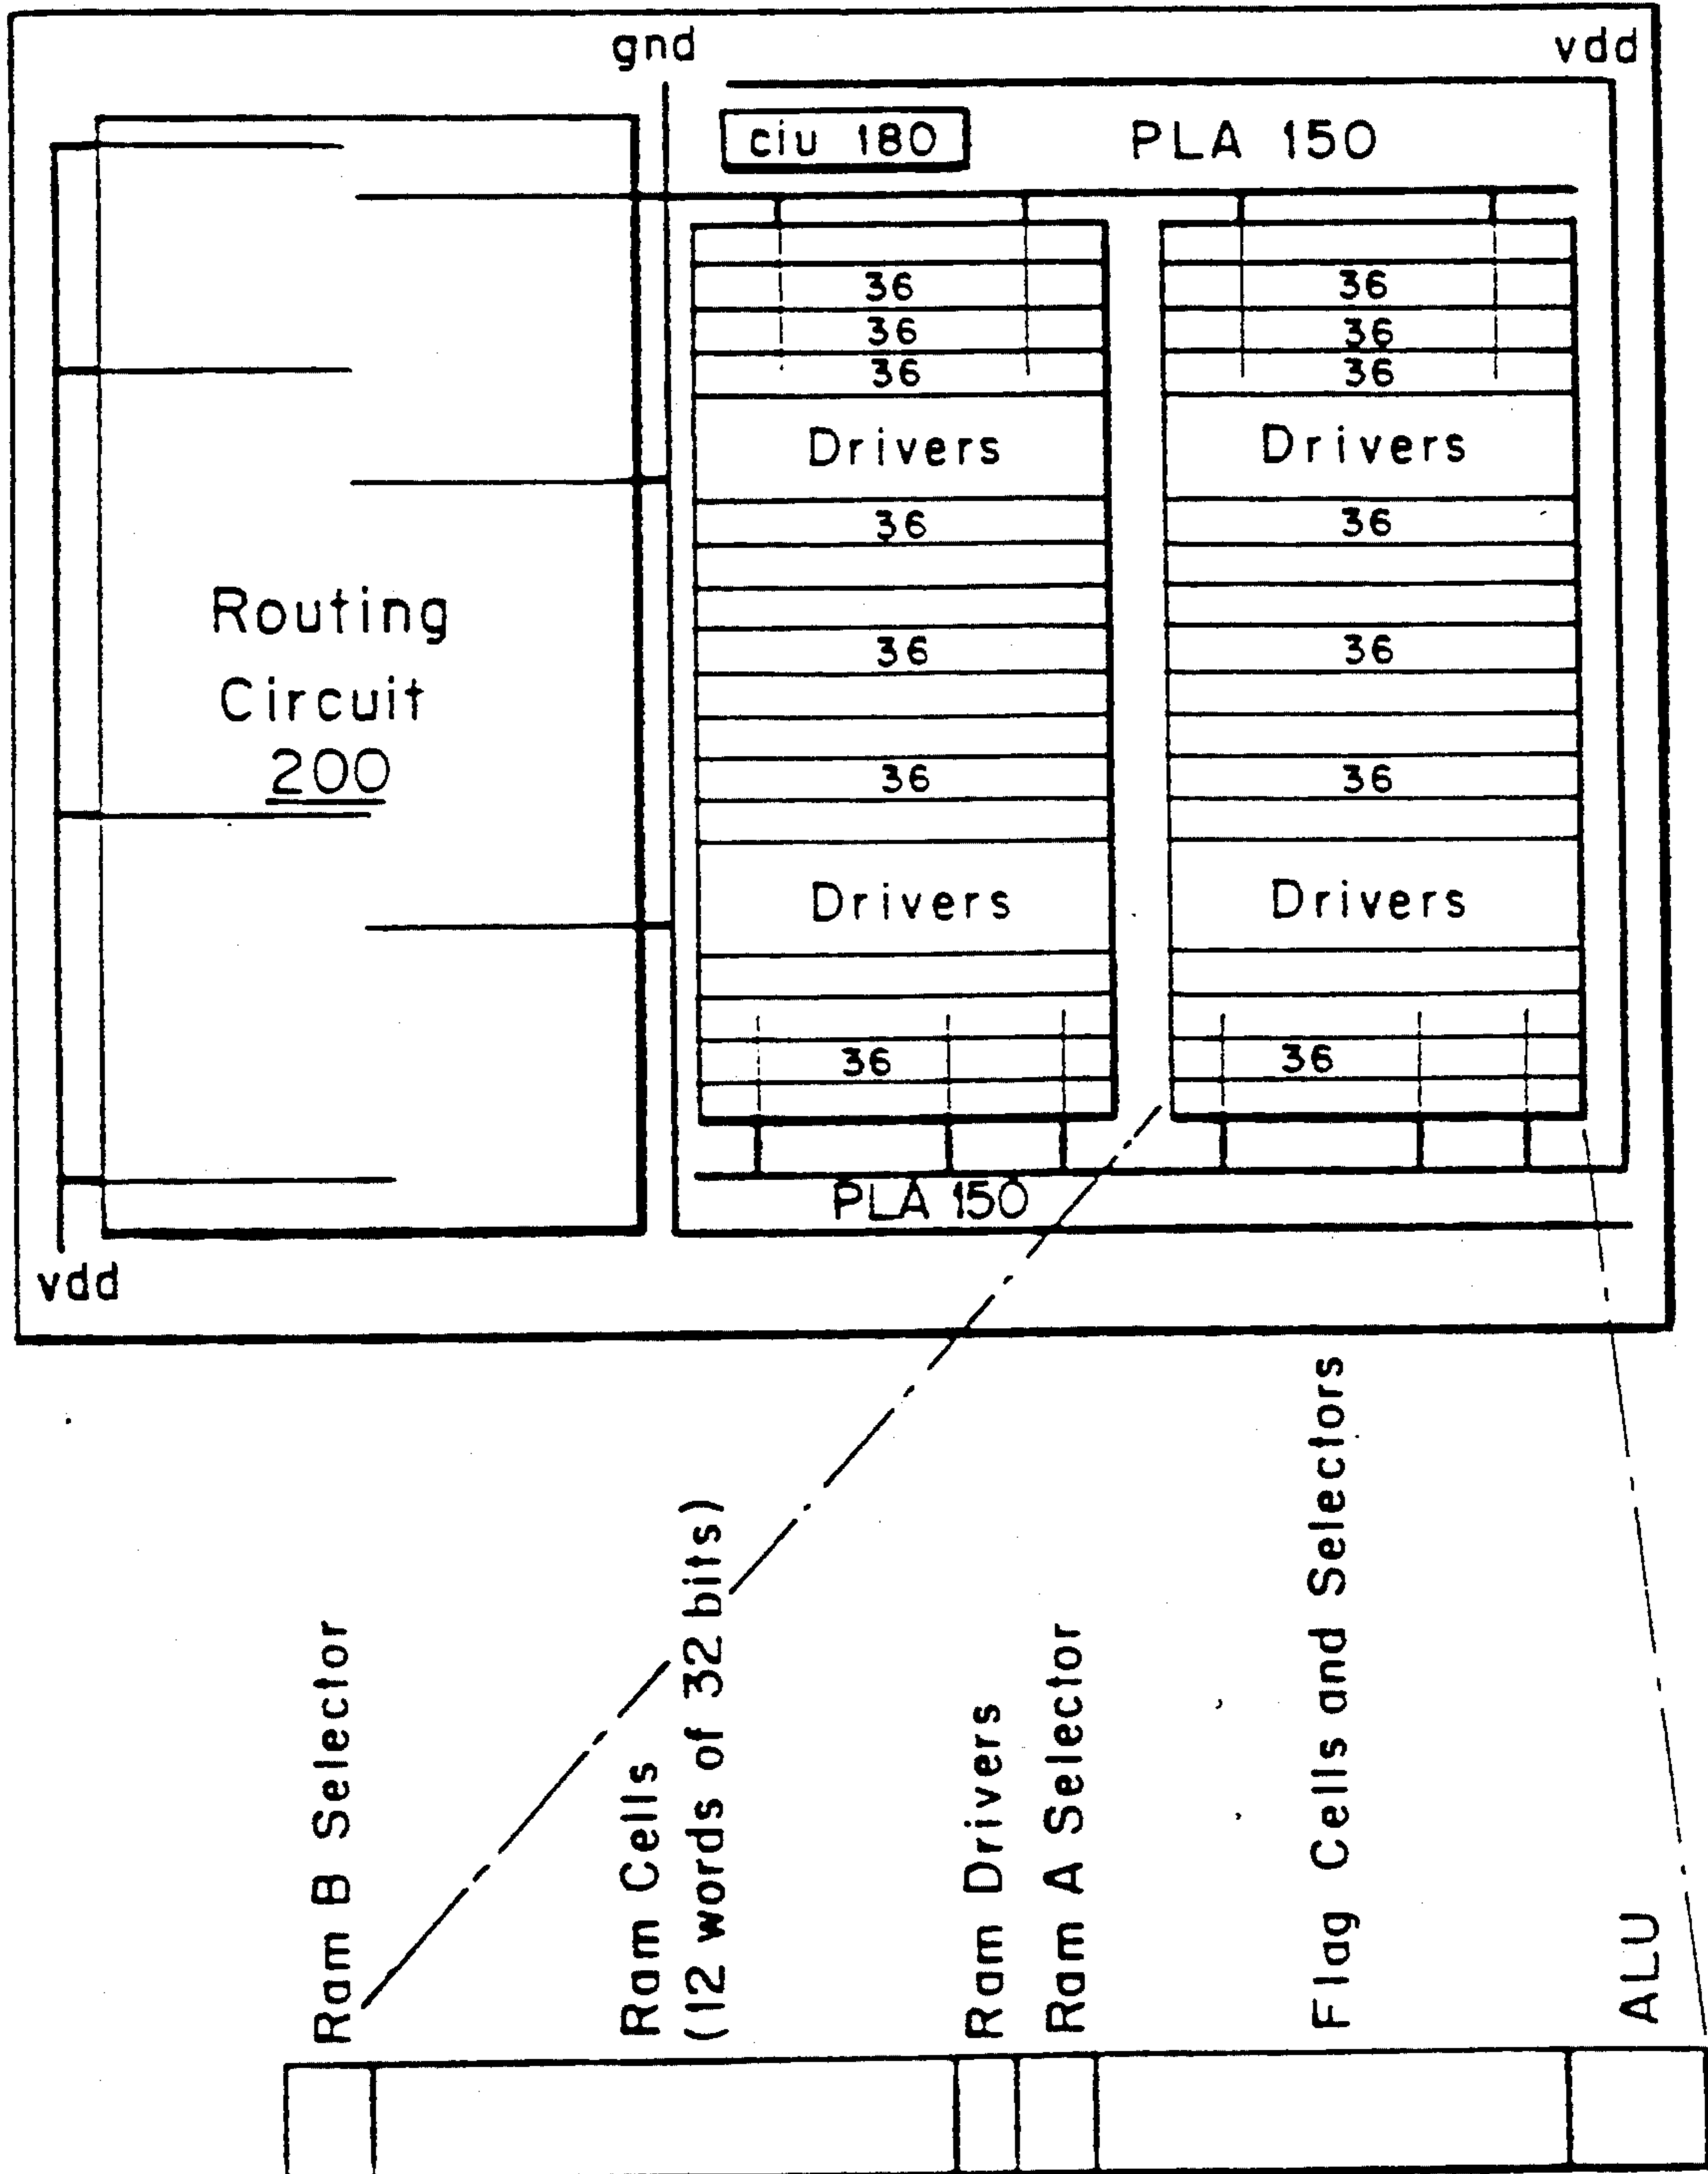 gnd
vdd
ciu 180
PLA 150
36
36
36
36
36
36
Drivers
Drivers
36
36
Routing
Circuit
200
36
36
36
36
Drivers
Drivers
36
36
PLA 150
vdd
Ram B Selector
Ram Cells
(12 words of 32 bits)
Ram Drivers
Ram A Selector
Flag Cells and Selectors
ALU